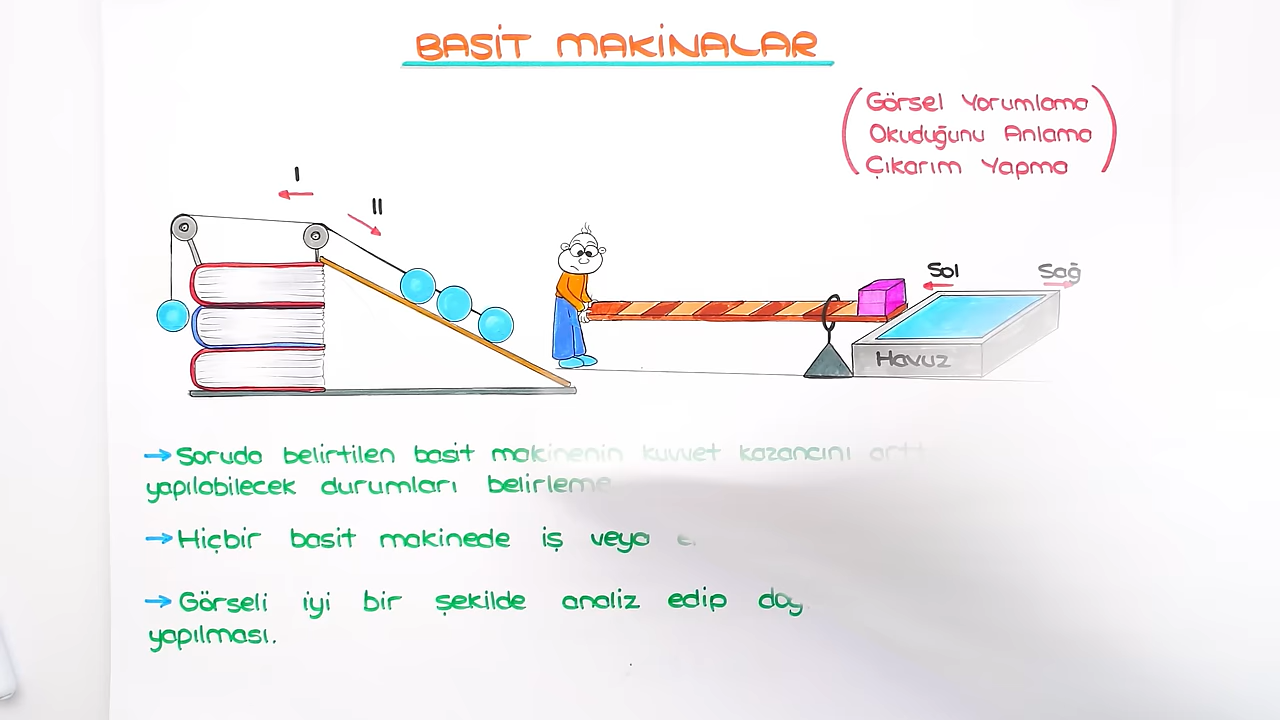 BASİT MAKİNALAR
(Görsel Yorumlama
Okuduğunu Anlama
Çıkarım Yapma)
I
II
Sol
Sağ
Havuz
→ Soruda belirtilen basit makinenin kuvvet kazancını
yapılabilecek durumları
→ Hiçbir basit makinede iş veya
→ Görseli iyi bir şekilde analiz edip
yapılması.